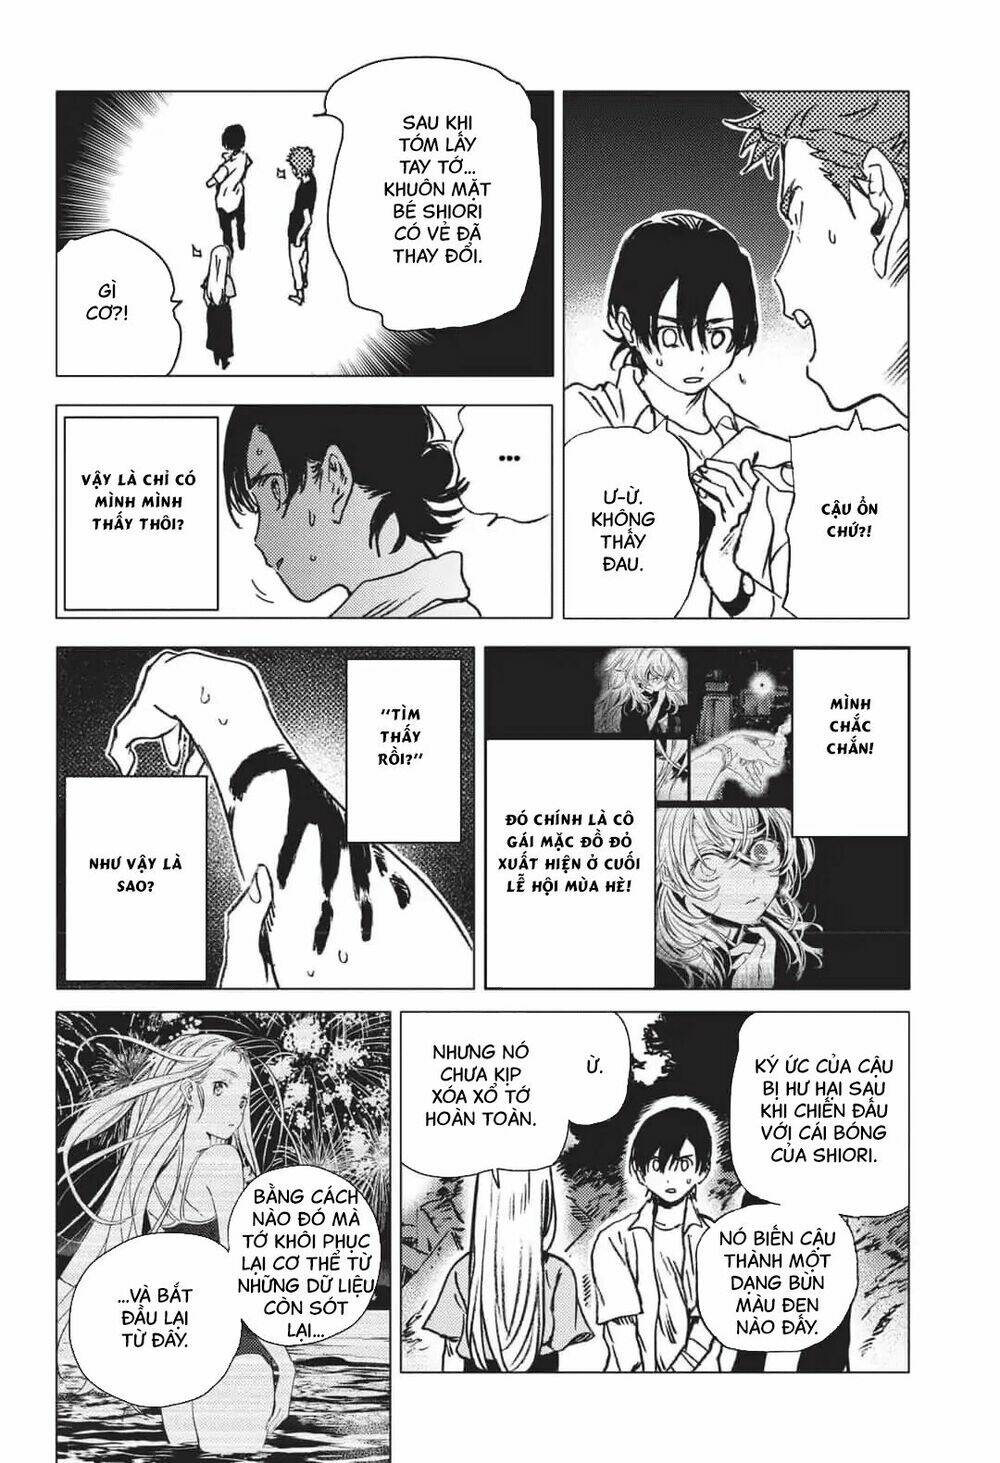 CẬU ỔN
CHỨ?!
Ư-Ừ.
KHÔNG
THẤY
ĐAU.
SAU KHI
TÓM LẤY
TAY TỚ...
KHUÔN MẶT
BÉ SHIORI
CÓ VẺ ĐÃ
THAY ĐỔI.
GÌ
CƠ?!
...
VẬY LÀ CHỈ CÓ
MÌNH MÌNH
THẤY THÔI?
MÌNH
CHẮC
CHẮN!
ĐÓ CHÍNH LÀ CÔ
GÁI MẶC ĐỒ ĐỎ
XUẤT HIỆN Ở CUỐI
LỄ HỘI MÙA HÈ!
"TÌM
THẤY
RỒI?"
NHƯ VẬY LÀ
SAO?
KÝ ỨC CỦA CẬU
BỊ HƯ HẠI SAU
KHI CHIẾN ĐẤU
VỚI CÁI BÓNG
CỦA SHIORI.
NÓ BIẾN CẬU
THÀNH MỘT
DẠNG BÙN
MÀU ĐEN
NÀO ĐẤY.
Ừ.
NHƯNG NÓ
CHƯA KỊP
XÓA XỔ TỚ
HOÀN TOÀN.
BẰNG CÁCH
NÀO ĐÓ MÀ
TỚ KHÔI PHỤC
LẠI CƠ THỂ TỪ
NHỮNG DỮ LIỆU
CÒN SÓT
LẠI...
...VÀ BẮT
ĐẦU LẠI
TỪ ĐÂY.